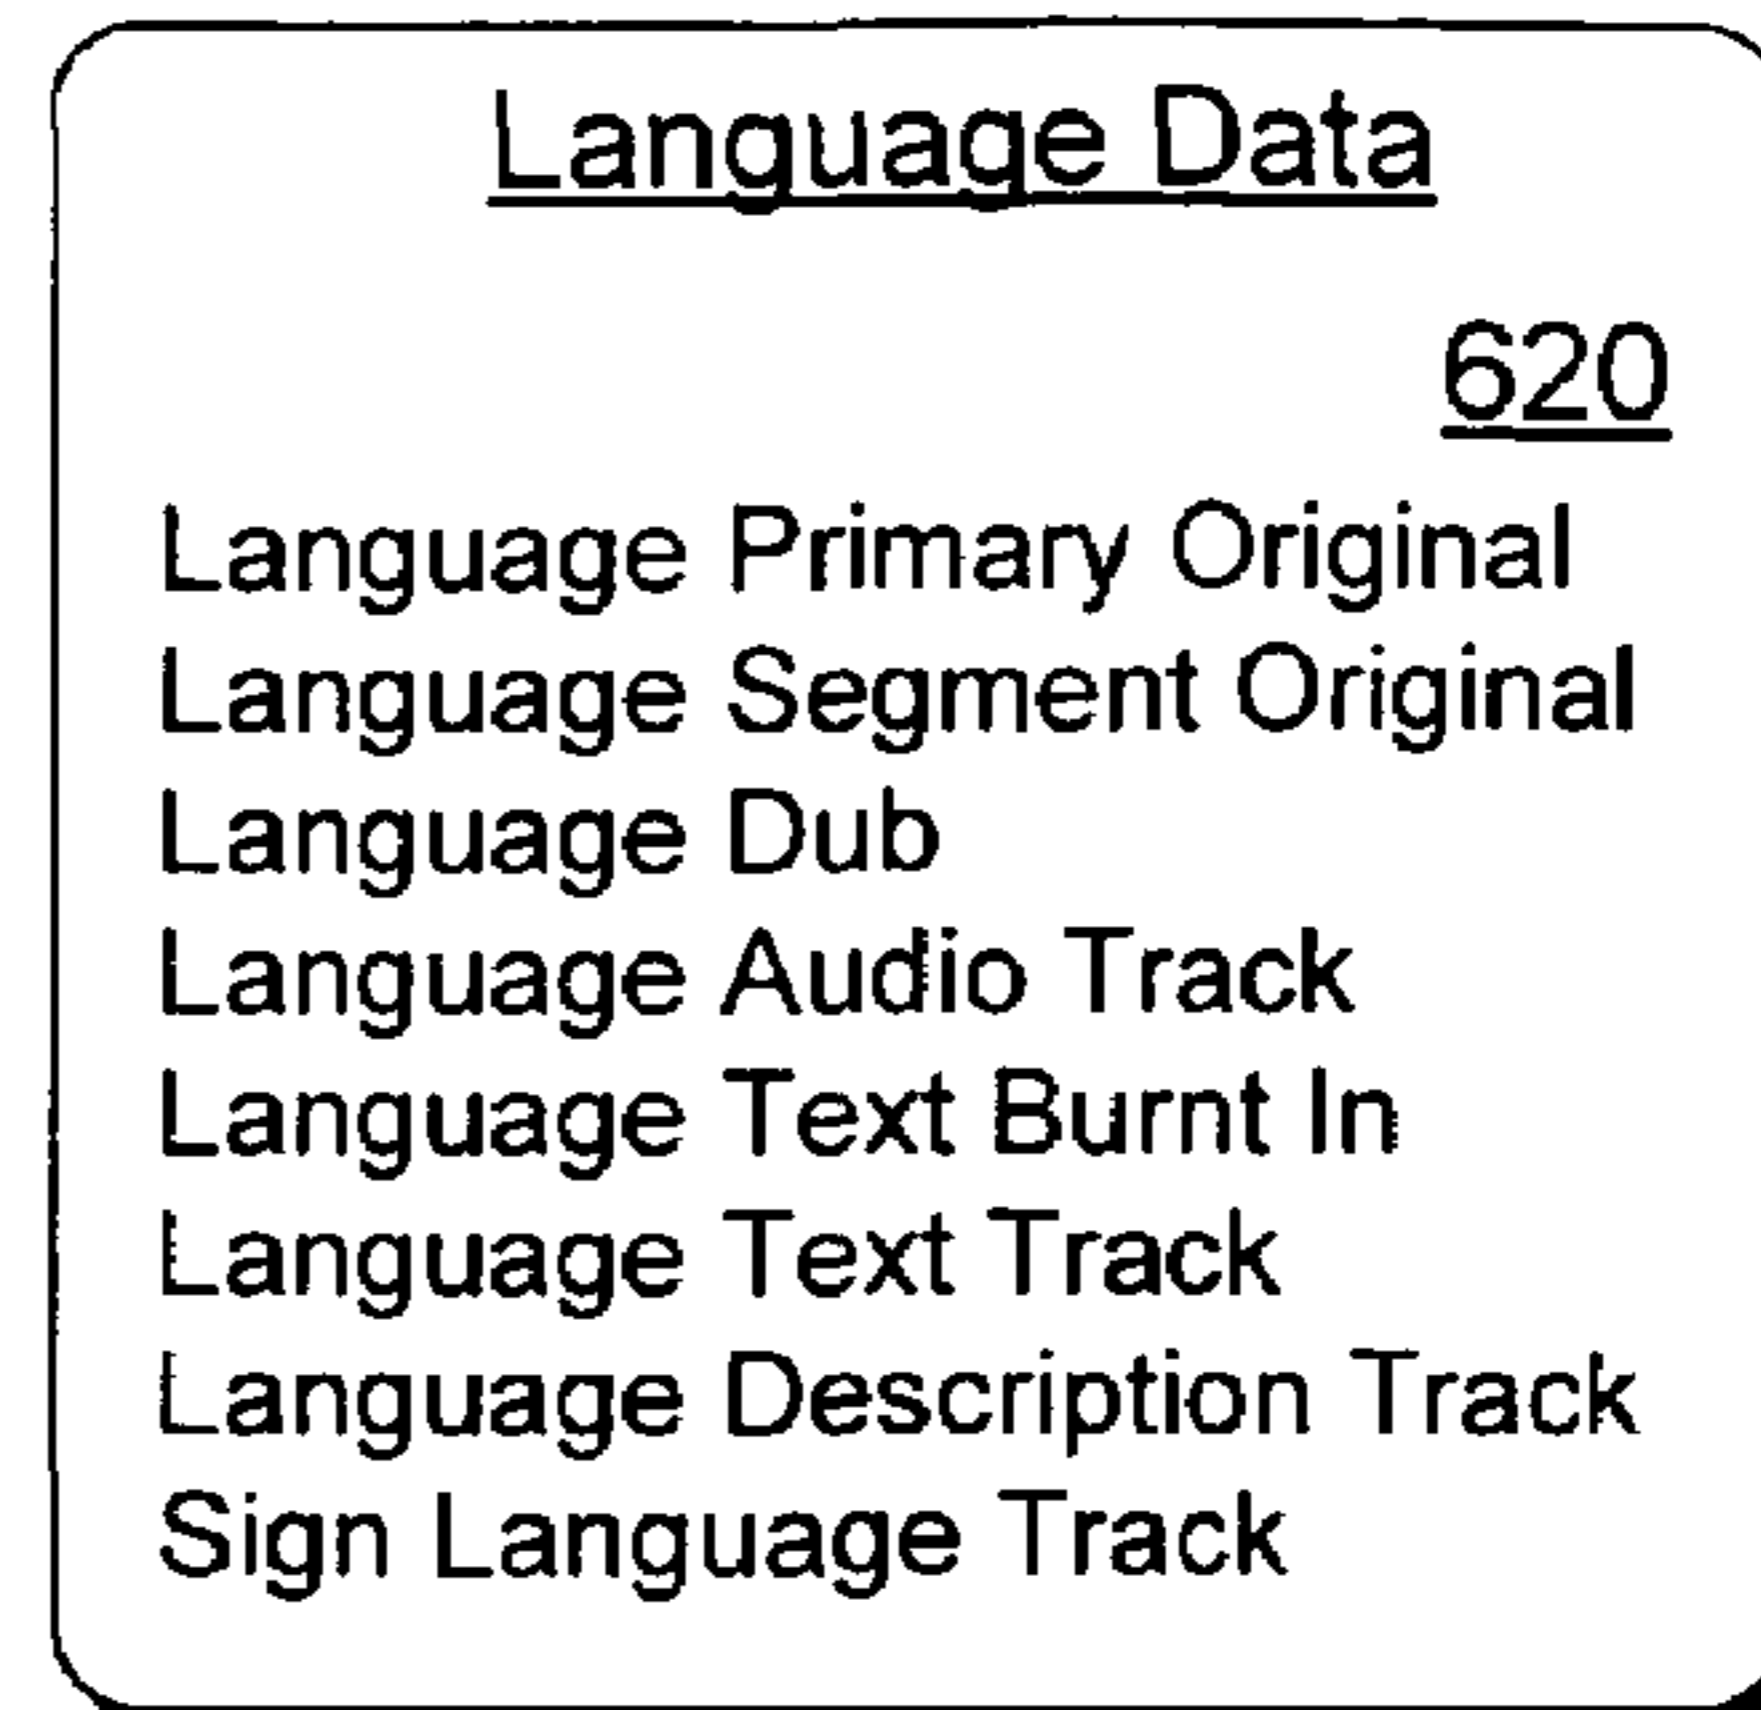 Language Data
620
Language Primary Original
Language Segment Original
Language Dub
Language Audio Track
Language Text Burnt In
Language Text Track
Language Description Track
Sign Language Track